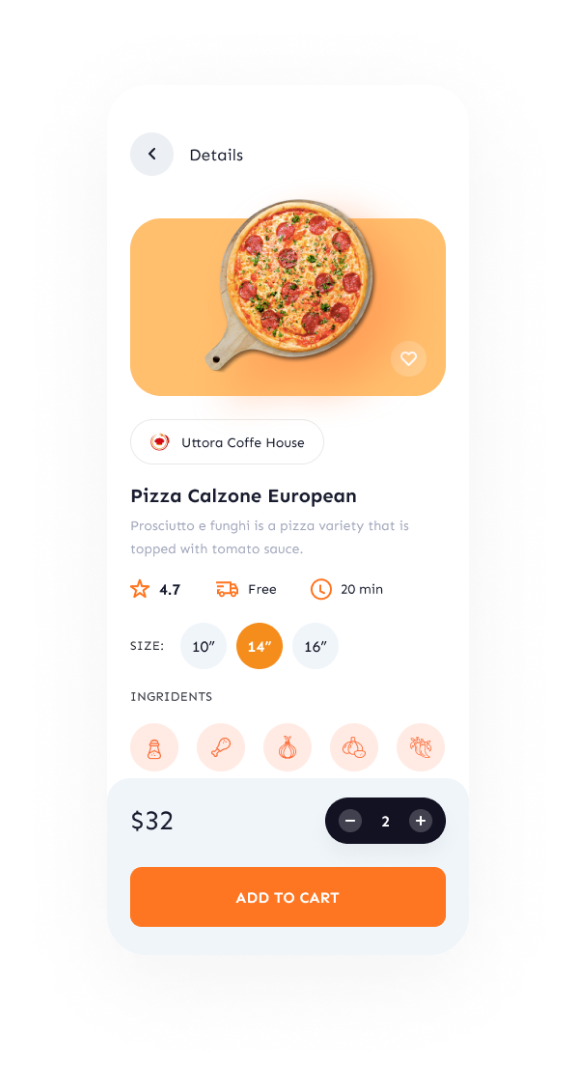 Details
Uttora Coffe House
Pizza Calzone European
Prosciutto e funghi is a pizza variety that is
topped with tomato sauce.
4.7 Free 20 min
SIZE: 10” 14” 16”
INGRIDENTS
$32 2
ADD TO CART